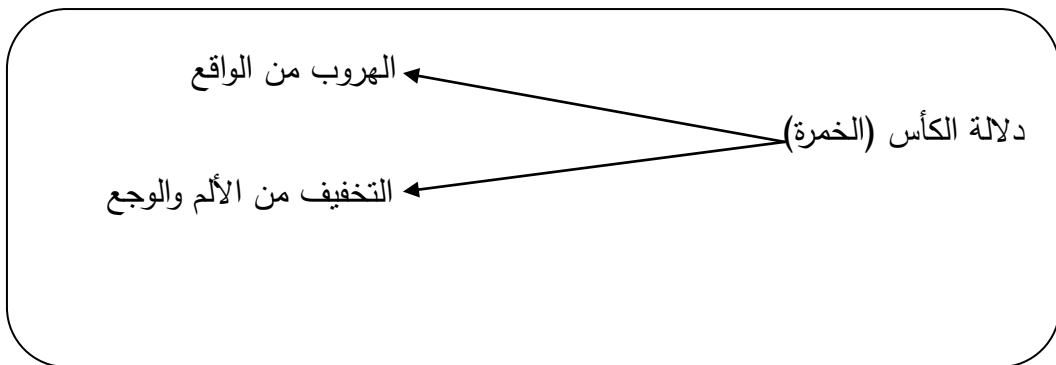 الهروب من الواقع
دلالة الكأس (الخمرة)
التخفيف من الألم والوجع